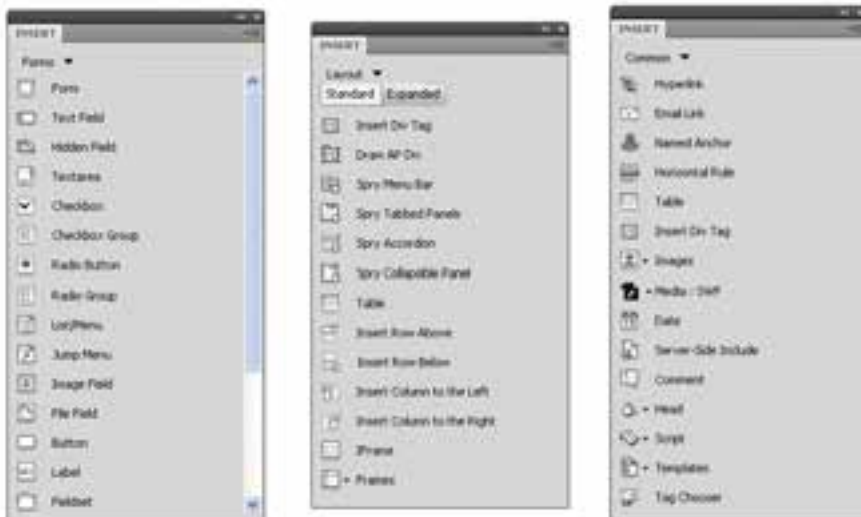 INSERT
Forms
Form
Text Field
Hidden Field
Textarea
Checkbox
Checkbox Group
Radio Button
Radio Group
List/Menu
Jump Menu
Image Field
File Field
Button
Label
Fieldset
INSERT
Layout
Standard Expanded
Insert Div Tag
Draw AP Div
Spry Menu Bar
Spry Tabbed Panels
Spry Accordion
Spry Collapsible Panel
Table
Insert Row Above
Insert Row Below
Insert Column to the Left
Insert Column to the Right
IFrame
Frames
INSERT
Common
Hyperlink
Email Link
Named Anchor
Horizontal Rule
Table
Insert Div Tag
Images
Media : SWF
Date
Server-Side Include
Comment
Head
Script
Templates
Tag Chooser